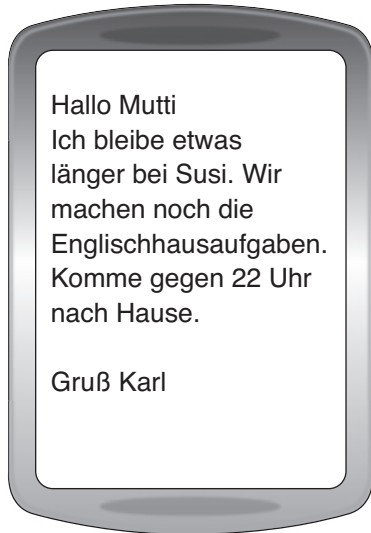 Hallo Mutti
Ich bleibe etwas
länger bei Susi. Wir
machen noch die
Englischhausaufgaben.
Komme gegen 22 Uhr
nach Hause.
Gruß Karl